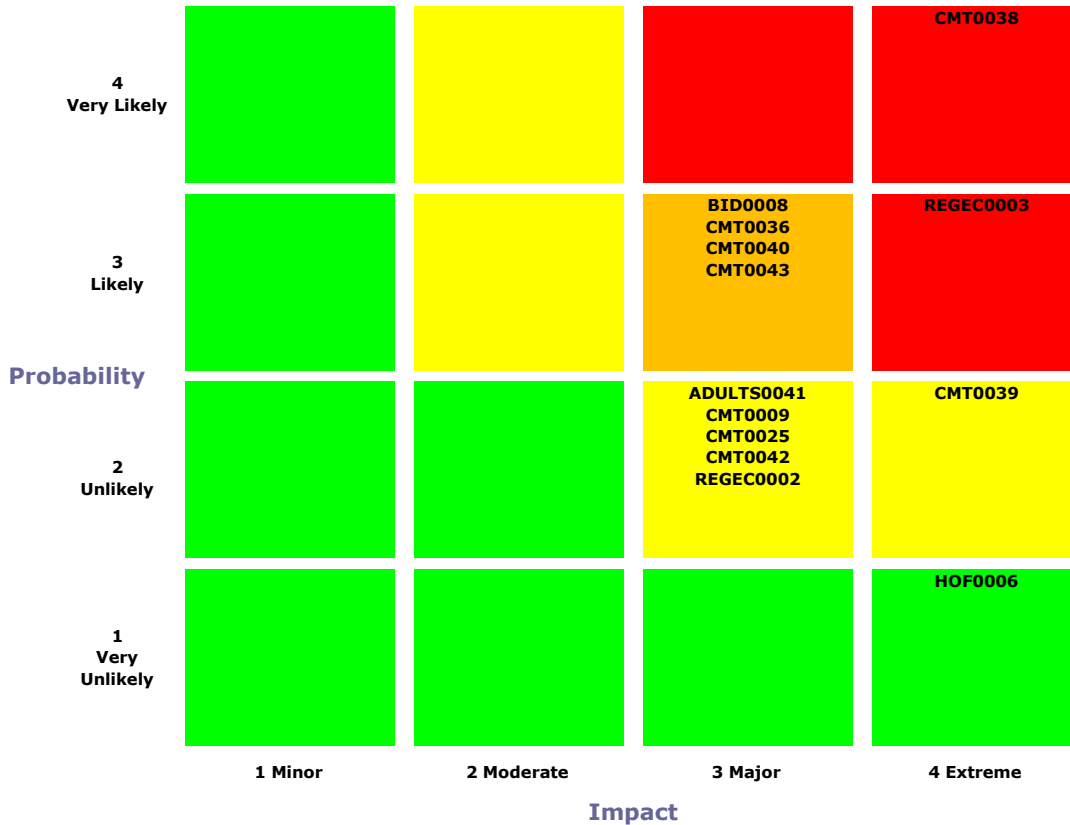 CMT0038
4
Very Likely
BID0008
CMT0036
CMT0040
CMT0043
REGEC0003
3
Likely
Probability
ADULTS0041
CMT0009
CMT0025
CMT0042
REGEC0002
CMT0039
2
Unlikely
HOF0006
1
Very
Unlikely
1 Minor
2 Moderate
3 Major
4 Extreme
Impact